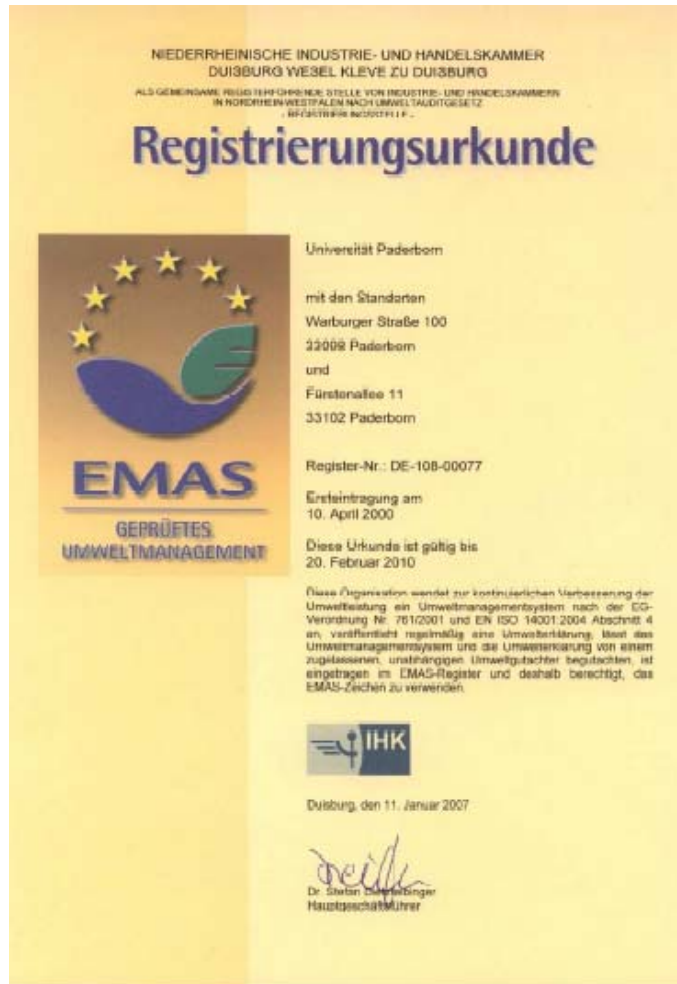 NIEDERRHEINISCHE INDUSTRIE- UND HANDELSKAMMER
DUISBURG WESEL KLEVE ZU DUISBURG
ALS GEMEINSAME REGISTERFÜHRENDE STELLE VON INDUSTRIE- UND HANDELSKAMMERN
IN NORDRHEIN-WESTFALEN NACH UMWELTAUDITGESETZ
- REGISTRIERUNGSSTELLE -
Registrierungsurkunde
Universität Paderborn
mit den Standorten
Warburger Straße 100
33098 Paderborn
und
Fürstenallee 11
33102 Paderborn
EMAS
GEPRÜFTES
UMWELTMANAGEMENT
Register-Nr.: DE-108-00077
Ersteintragung am
10. April 2000
Diese Urkunde ist gültig bis
20. Februar 2010
Diese Organisation wendet zur kontinuierlichen Verbesserung der
Umweltleistung ein Umweltmanagementsystem nach der EG-
Verordnung Nr. 761/2001 und EN ISO 14001:2004 Abschnitt 4
an, veröffentlicht regelmäßig eine Umwelterklärung, lässt das
Umweltmanagementsystem und die Umwelterklärung von einem
zugelassenen, unabhängigen Umweltgutachter begutachten, ist
eingetragen im EMAS-Register und deshalb berechtigt, das
EMAS-Zeichen zu verwenden.
IHK
Duisburg, den 11. Januar 2007
Dr. Stefan
Hauptgeschäftsführer